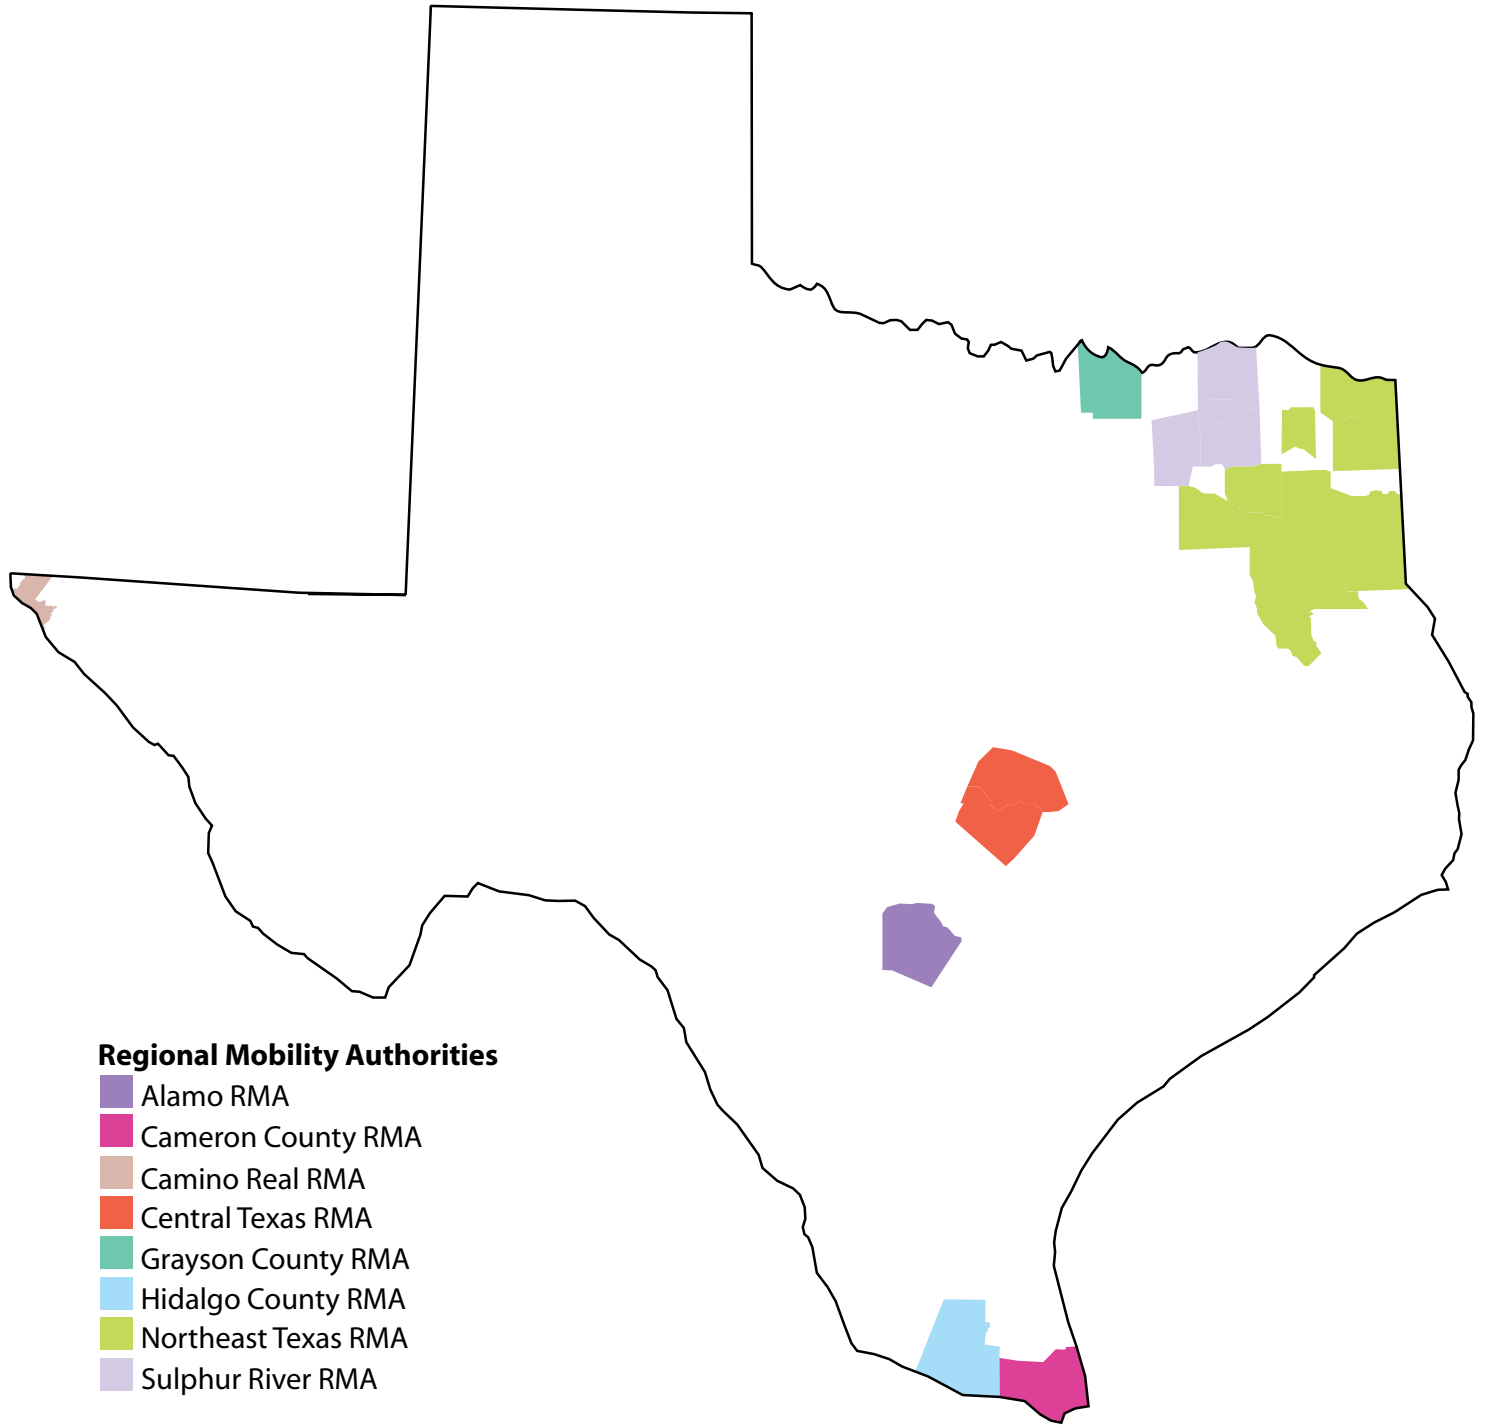 Regional Mobility Authorities
Alamo RMA
Cameron County RMA
Camino Real RMA
Central Texas RMA
Grayson County RMA
Hidalgo County RMA
Northeast Texas RMA
Sulphur River RMA